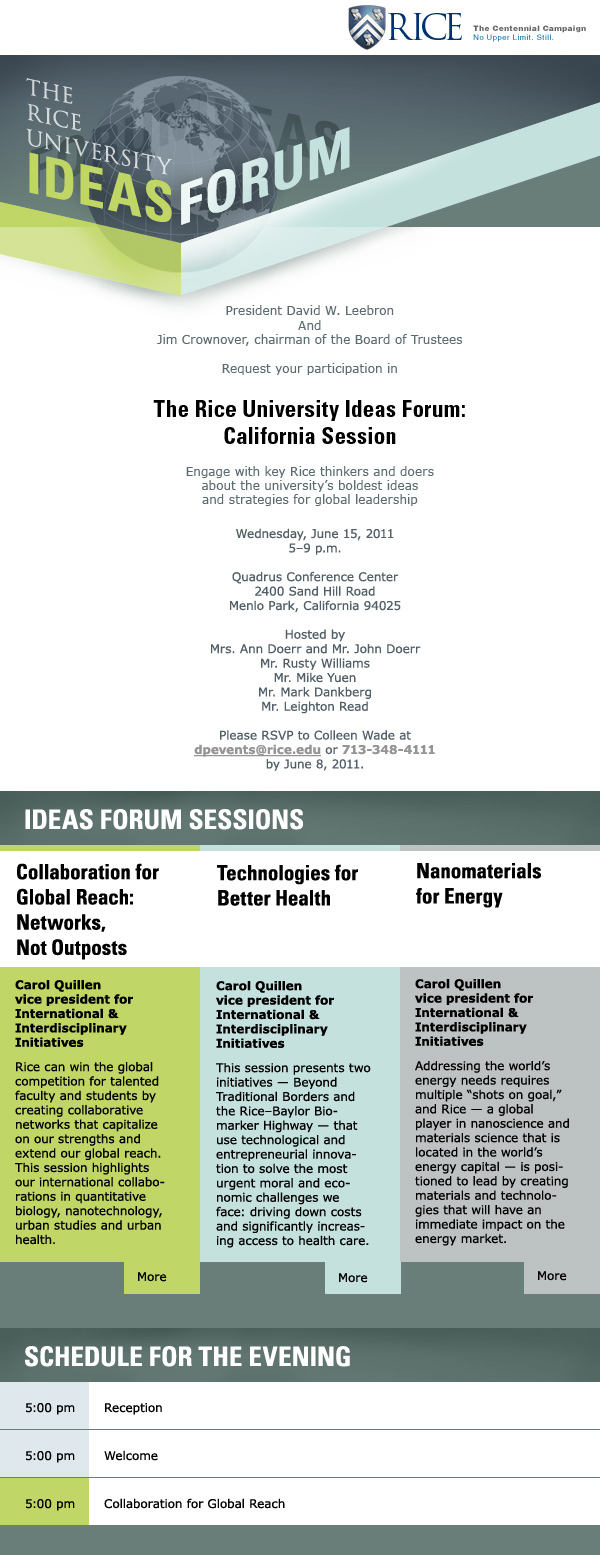 RICE
The Centennial Campaign
No Upper Limit. Still.
THE
RICE
UNIVERSITY
IDEAS FORUM
IDEAS
President David W. Leebron
And
Jim Crownover, chairman of the Board of Trustees
Request your participation in
The Rice University Ideas Forum:
California Session
Engage with key Rice thinkers and doers
about the university’s boldest ideas
and strategies for global leadership
Wednesday, June 15, 2011
5–9 p.m.
Quadrus Conference Center
2400 Sand Hill Road
Menlo Park, California 94025
Hosted by
Mrs. Ann Doerr and Mr. John Doerr
Mr. Rusty Williams
Mr. Mike Yuen
Mr. Mark Dankberg
Mr. Leighton Read
Please RSVP to Colleen Wade at
dpevents@rice.edu or 713-348-4111
by June 8, 2011.
IDEAS FORUM SESSIONS
Collaboration for
Global Reach:
Networks,
Not Outposts
Carol Quillen
vice president for
International &
Interdisciplinary
Initiatives
Rice can win the global
competition for talented
faculty and students by
creating collaborative
networks that capitalize
on our strengths and
extend our global reach.
This session highlights
our international collabo-
rations in quantitative
biology, nanotechnology,
urban studies and urban
health.
More
Technologies for
Better Health
Carol Quillen
vice president for
International &
Interdisciplinary
Initiatives
This session presents two
initiatives — Beyond
Traditional Borders and
the Rice–Baylor Bio-
marker Highway — that
use technological and
entrepreneurial innova-
tion to solve the most
urgent moral and eco-
nomic challenges we
face: driving down costs
and significantly increas-
ing access to health care.
More
Nanomaterials
for Energy
Carol Quillen
vice president for
International &
Interdisciplinary
Initiatives
Addressing the world’s
energy needs requires
multiple “shots on goal,”
and Rice — a global
player in nanoscience and
materials science that is
located in the world’s
energy capital — is posi-
tioned to lead by creating
materials and technolo-
gies that will have an
immediate impact on the
energy market.
More
SCHEDULE FOR THE EVENING
5:00 pm Reception
5:00 pm Welcome
5:00 pm Collaboration for Global Reach